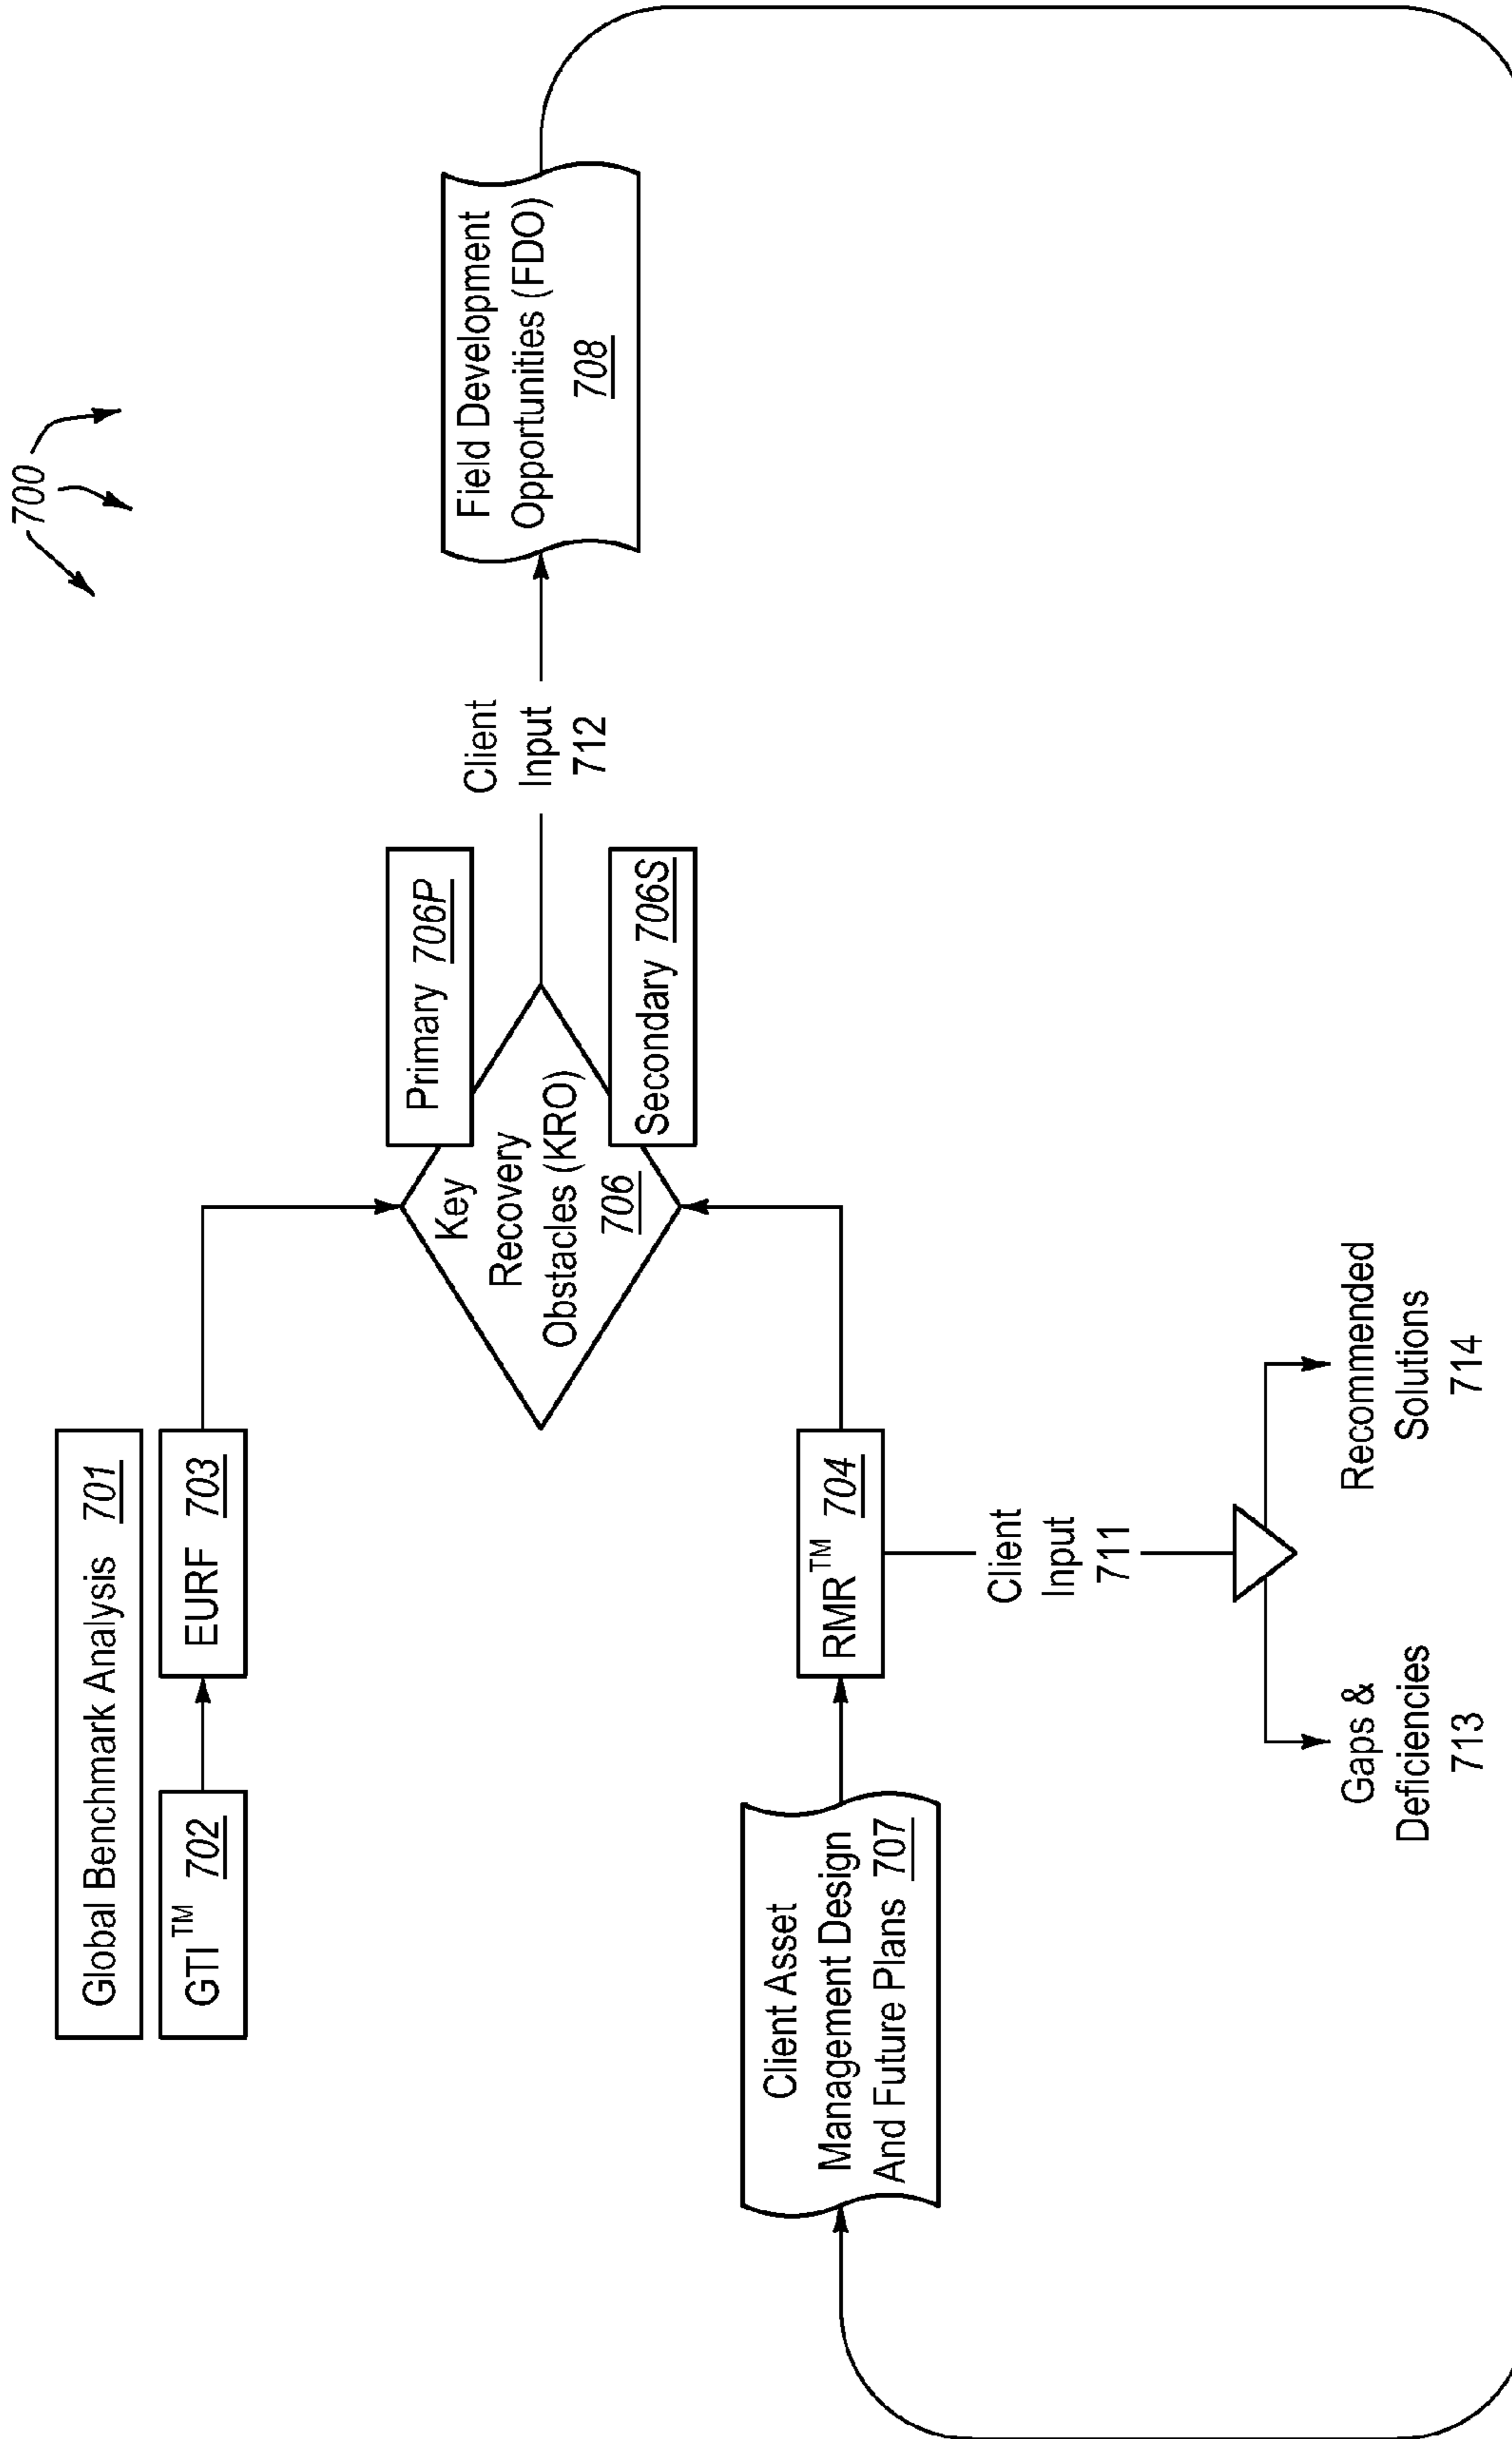 700
Global Benchmark Analysis 701
GTI™ 702
EURF 703
Primary 706P
Key
Recovery
Obstacles (KRO)
706
Secondary 706S
Client
Input
712
Field Development
Opportunities (FDO)
708
Client Asset
Management Design
And Future Plans 707
RMR™ 704
Client
Input
711
Gaps &
Deficiencies
713
Recommended
Solutions
714